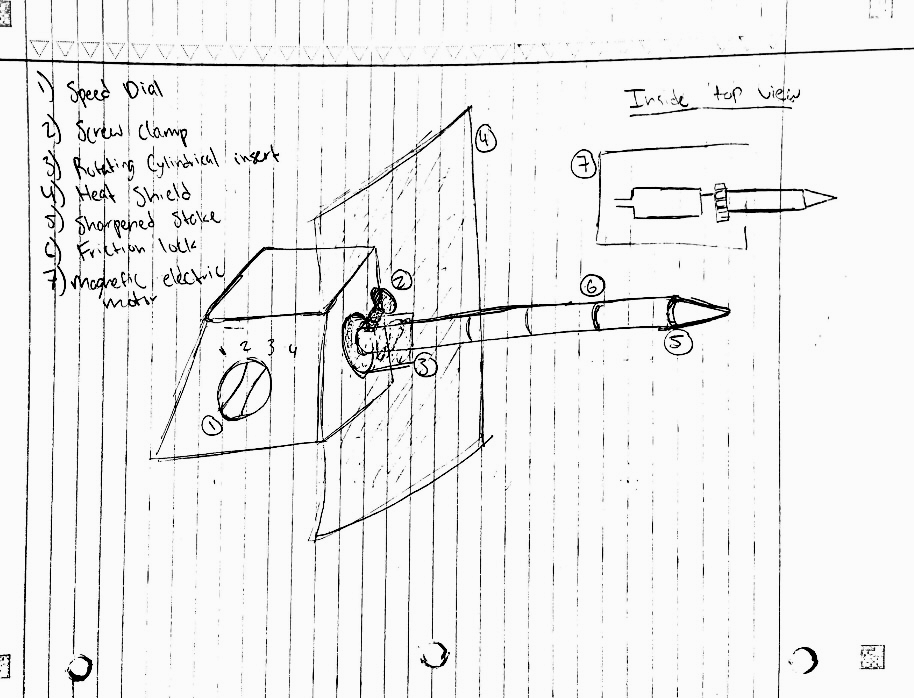 1) Speed Dial
2) Screw clamp
3) Rotating Cylindrical insert
4) Heat Shield
5) Sharpened Stake
6) Friction lock
7) Magnetic electric
motor
Inside top view
4
7
2
6
1 2 3 4
5
3
1